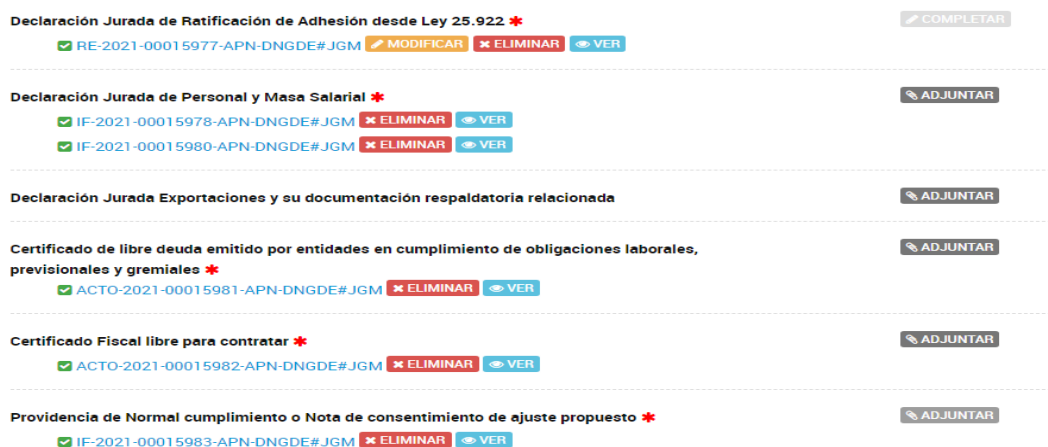 Declaración Jurada de Ratificación de Adhesión desde Ley 25.922 * COMPLETAR
RE-2021-00015977-APN-DNGDE#JGM MODIFICAR ELIMINAR VER
Declaración Jurada de Personal y Masa Salarial * ADJUNTAR
IF-2021-00015978-APN-DNGDE#JGM ELIMINAR VER
IF-2021-00015980-APN-DNGDE#JGM ELIMINAR VER
Declaración Jurada Exportaciones y su documentación respaldatoria relacionada ADJUNTAR
Certificado de libre deuda emitido por entidades en cumplimiento de obligaciones laborales, ADJUNTAR
previsionales y gremiales *
ACTO-2021-00015981-APN-DNGDE#JGM ELIMINAR VER
Certificado Fiscal libre para contratar * ADJUNTAR
ACTO-2021-00015982-APN-DNGDE#JGM ELIMINAR VER
Providencia de Normal cumplimiento o Nota de consentimiento de ajuste propuesto * ADJUNTAR
IF-2021-00015983-APN-DNGDE#JGM ELIMINAR VER